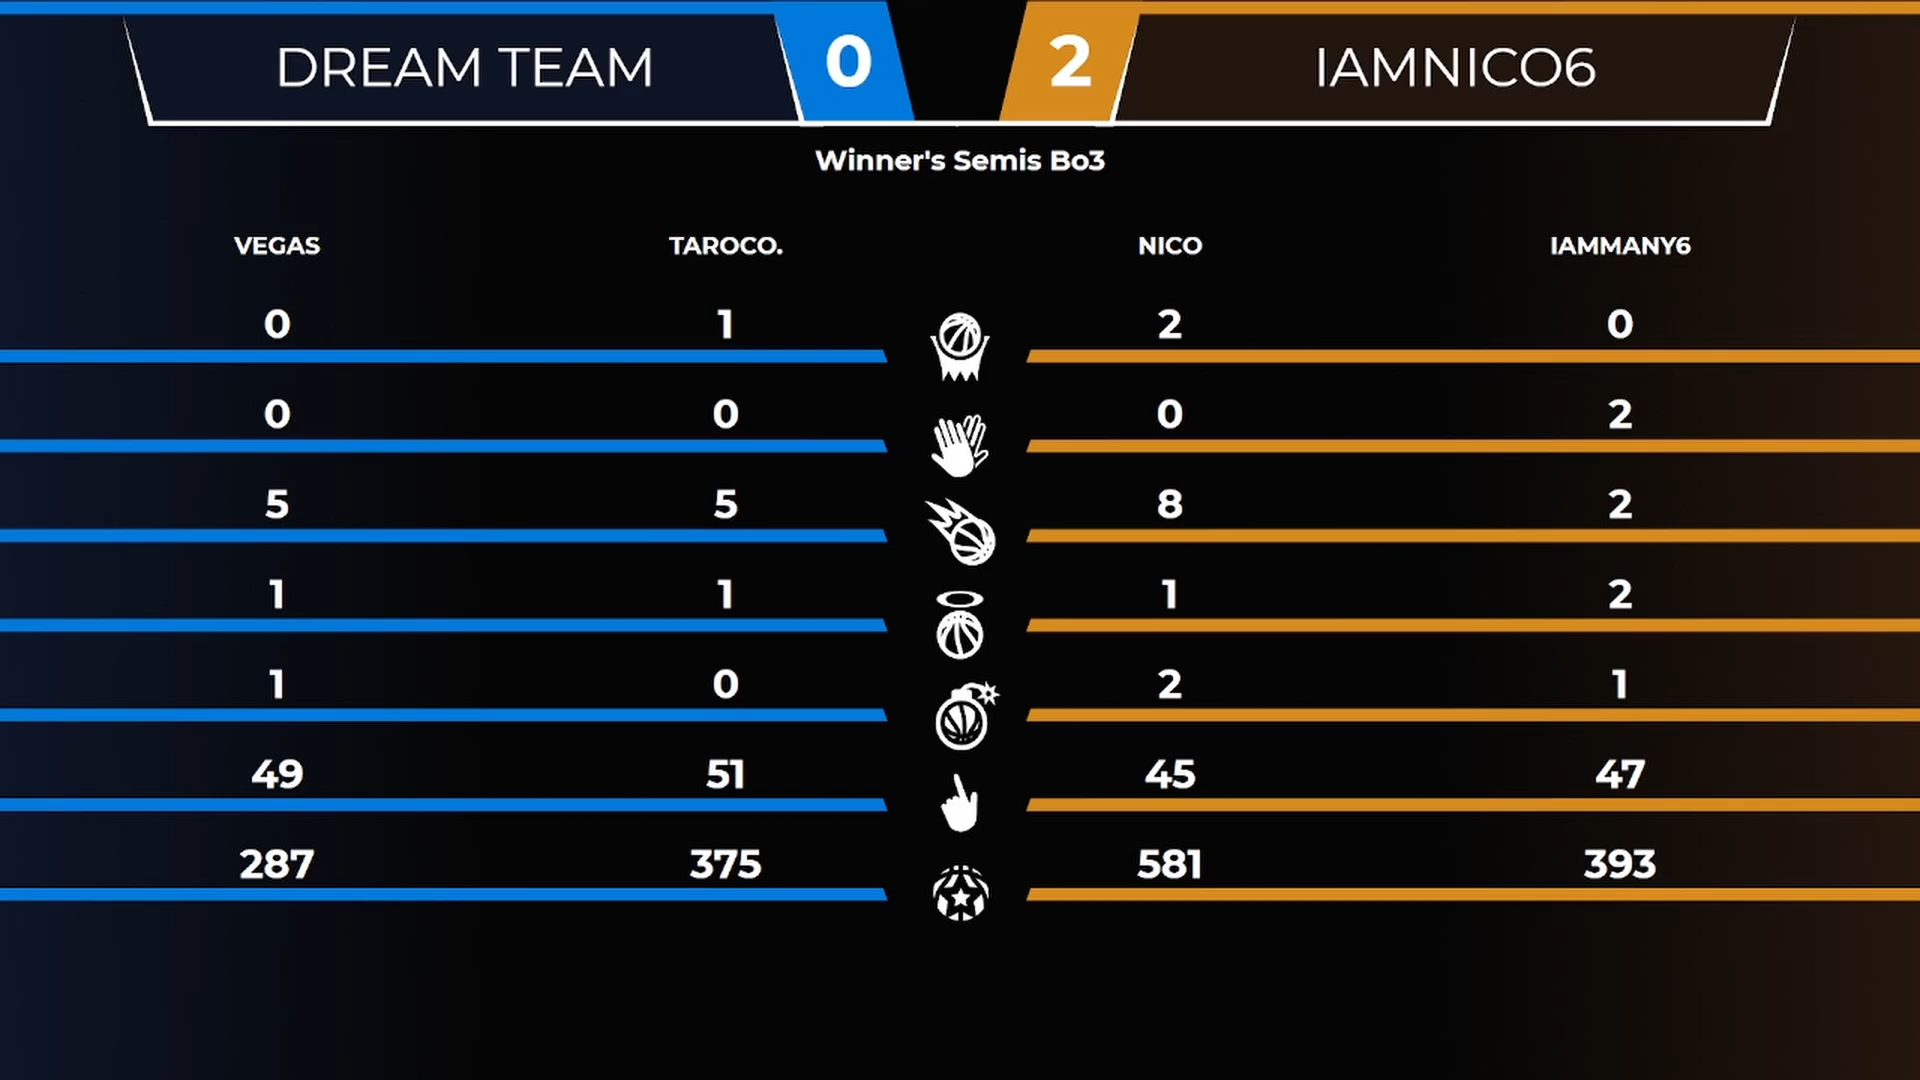 DREAM TEAM 0 2 IAMNICO6
Winner's Semis Bo3
VEGAS TAROCO. NICO IAMMANY6
0 1 2 0
0 0 0 2
5 5 8 2
1 1 1 2
1 0 2 1
49 51 45 47
287 375 581 393